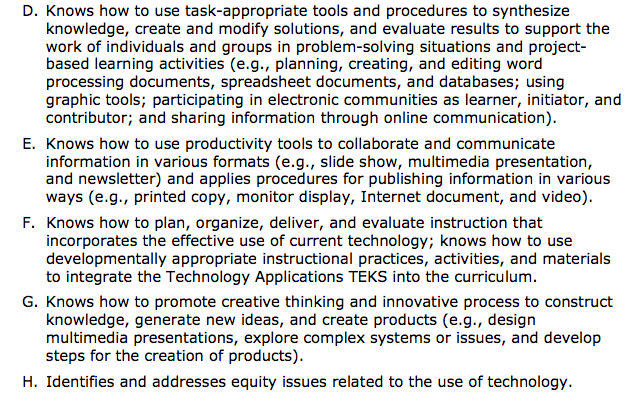 D. Knows how to use task-appropriate tools and procedures to synthesize
knowledge, create and modify solutions, and evaluate results to support the
work of individuals and groups in problem-solving situations and project-
based learning activities (e.g., planning, creating, and editing word
processing documents, spreadsheet documents, and databases; using
graphic tools; participating in electronic communities as learner, initiator, and
contributor; and sharing information through online communication).
E. Knows how to use productivity tools to collaborate and communicate
information in various formats (e.g., slide show, multimedia presentation,
and newsletter) and applies procedures for publishing information in various
ways (e.g., printed copy, monitor display, Internet document, and video).
F. Knows how to plan, organize, deliver, and evaluate instruction that
incorporates the effective use of current technology; knows how to use
developmentally appropriate instructional practices, activities, and materials
to integrate the Technology Applications TEKS into the curriculum.
G. Knows how to promote creative thinking and innovative process to construct
knowledge, generate new ideas, and create products (e.g., design
multimedia presentations, explore complex systems or issues, and develop
steps for the creation of products).
H. Identifies and addresses equity issues related to the use of technology.